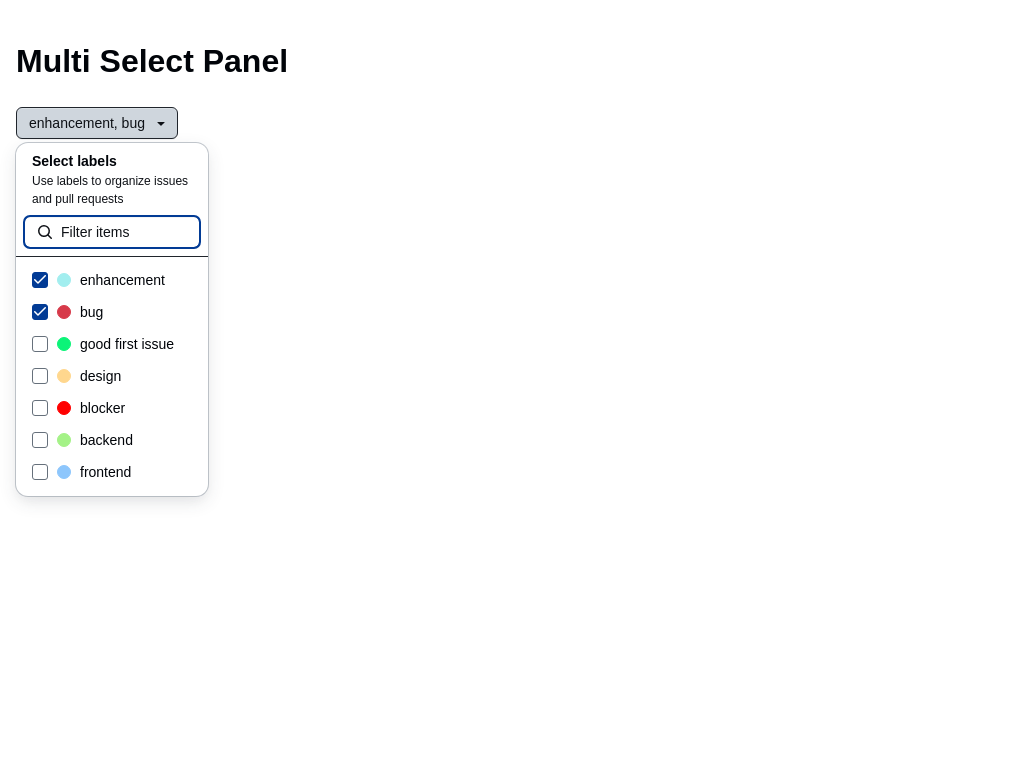 Multi Select Panel
enhancement, bug
Select labels
Use labels to organize issues
and pull requests
Filter items
enhancement
bug
good first issue
design
blocker
backend
frontend